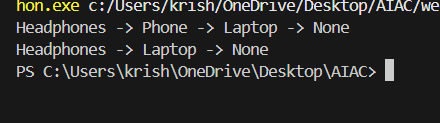 hon.exe c:/Users/krish/OneDrive/Desktop/AIAC/we
Headphones -> Phone -> Laptop -> None
Headphones -> Laptop -> None
PS C:\Users\krish\OneDrive\Desktop\AIAC>